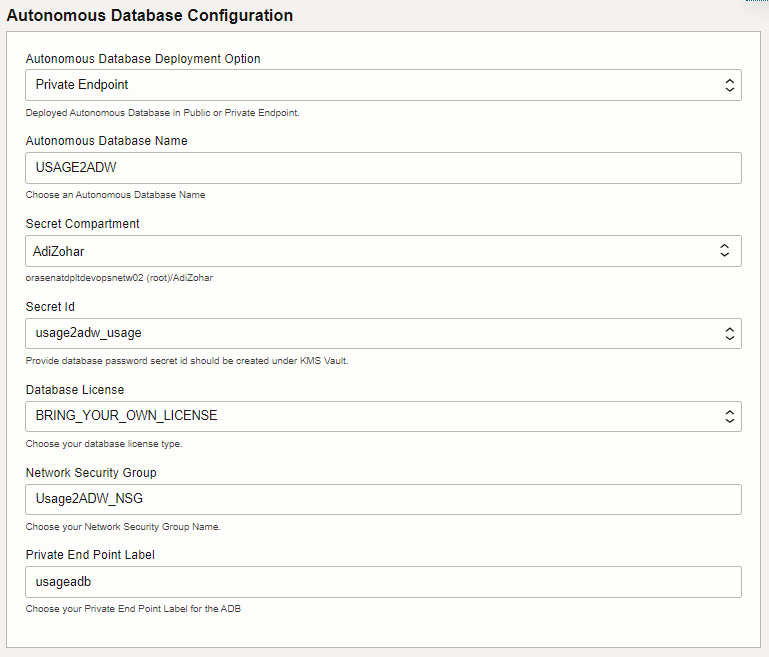 Autonomous Database Configuration
Autonomous Database Deployment Option
Private Endpoint
Deployed Autonomous Database in Public or Private Endpoint.
Autonomous Database Name
USAGE2ADW
Choose an Autonomous Database Name
Secret Compartment
AdiZohar
orasenatdpltdevopsnetw02 (root)/AdiZohar
Secret Id
usage2adw_usage
Provide database password secret id should be created under KMS Vault.
Database License
BRING_YOUR_OWN_LICENSE
Choose your database license type.
Network Security Group
Usage2ADW_NSG
Choose your Network Security Group Name.
Private End Point Label
usageadb
Choose your Private End Point Label for the ADB